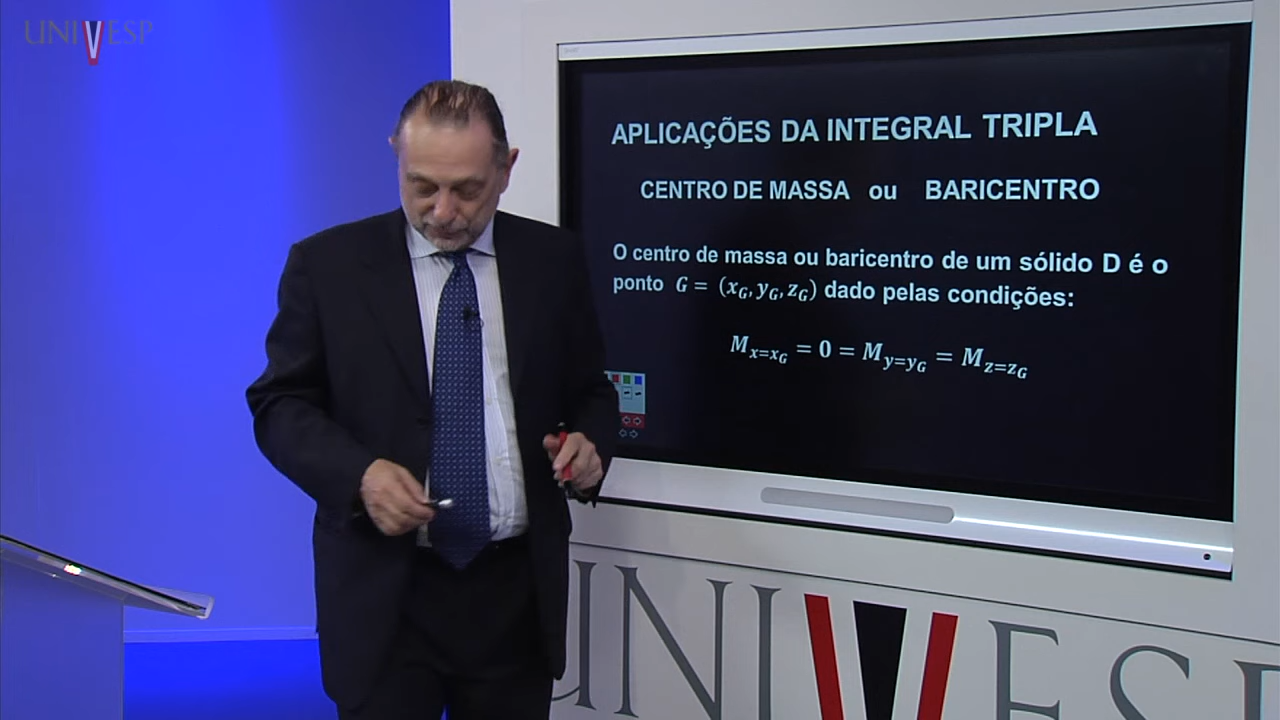 UNIVESP
APLICAÇÕES DA INTEGRAL TRIPLA
CENTRO DE MASSA ou BARICENTRO
O centro de massa ou baricentro de um sólido D é o
ponto G = (x_G, y_G, z_G) dado pelas condições:
M_{x=x_G} = 0 = M_{y=y_G} = M_{z=z_G}
UNIVESP